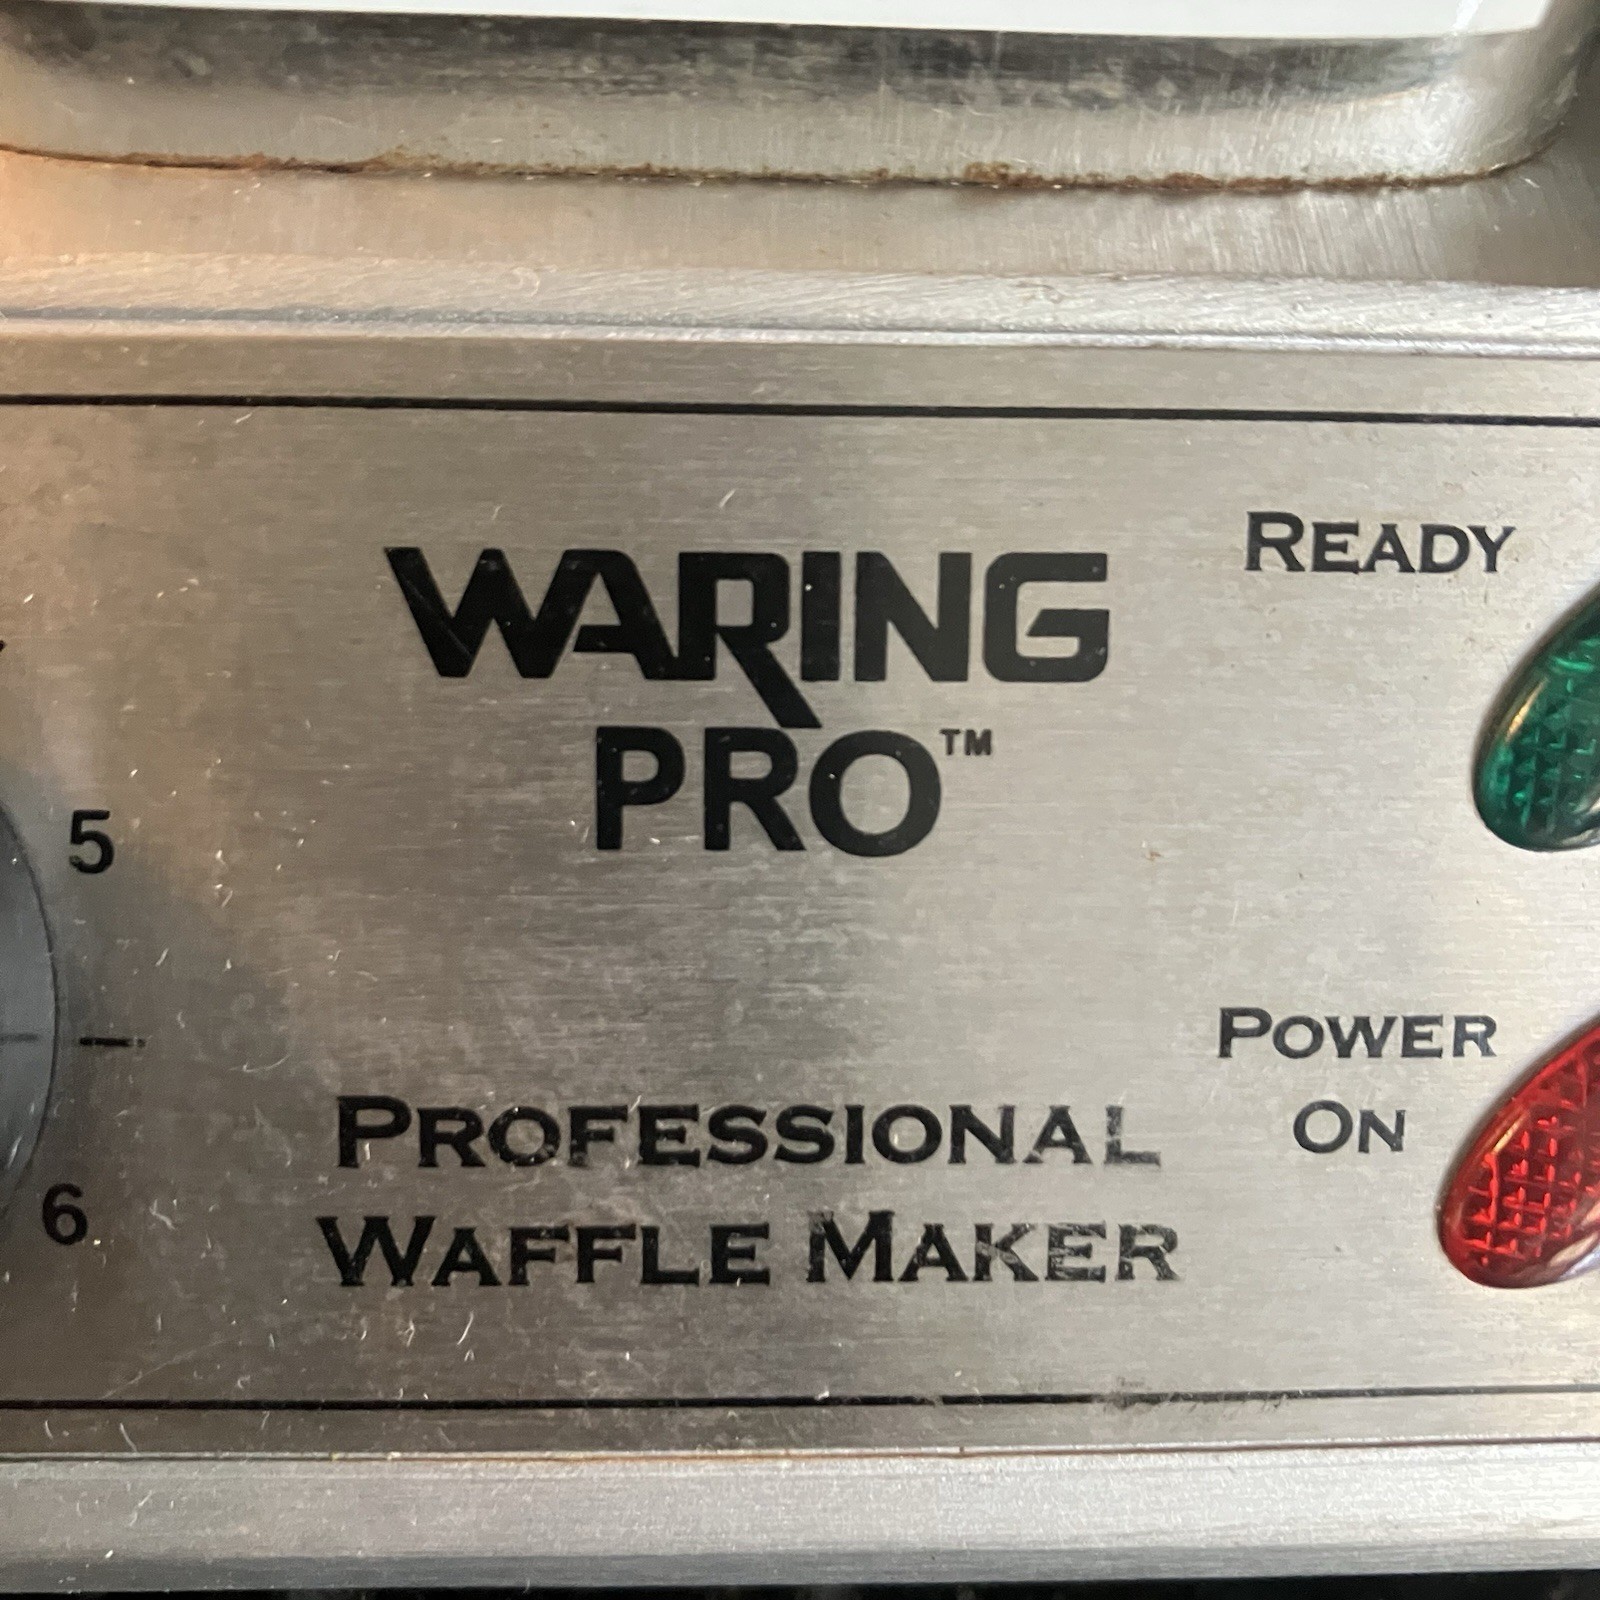 WARING
PRO™
READY
5
POWER
ON
6
PROFESSIONAL
WAFFLE MAKER